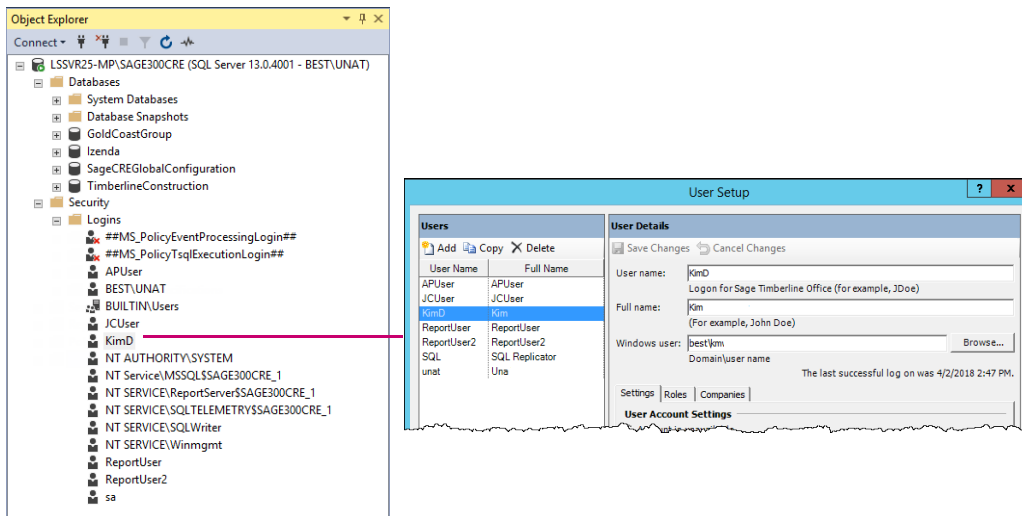 Object Explorer
Connect
LSSVR25-MP\SAGE300CRE (SQL Server 13.0.4001 - BEST\UNAT)
Databases
System Databases
Database Snapshots
GoldCoastGroup
Izenda
SageCREGlobalConfiguration
TimberlineConstruction
Security
Logins
##MS_PolicyEventProcessingLogin##
##MS_PolicyTsqlExecutionLogin##
APUser
BEST\UNAT
BUILTIN\Users
JCUser
KimD
NT AUTHORITY\SYSTEM
NT Service\MSSQL$SAGE300CRE_1
NT SERVICE\ReportServer$SAGE300CRE_1
NT SERVICE\SQLTELEMETRY$SAGE300CRE_1
NT SERVICE\SQLWriter
NT SERVICE\Winmgmt
ReportUser
ReportUser2
sa
User Setup
? x
Users
Add Copy Delete
User Name Full Name
APUser APUser
JCUser JCUser
KimD Kim
ReportUser ReportUser
ReportUser2 ReportUser2
SQL SQL Replicator
unat Una
User Details
Save Changes Cancel Changes
User name: KimD
Logon for Sage Timberline Office (for example, JDoe)
Full name: Kim
(For example, John Doe)
Windows user: Browse...
Domain\user name
The last successful log on was 4/2/2018 2:47 PM.
Settings Roles Companies
User Account Settings